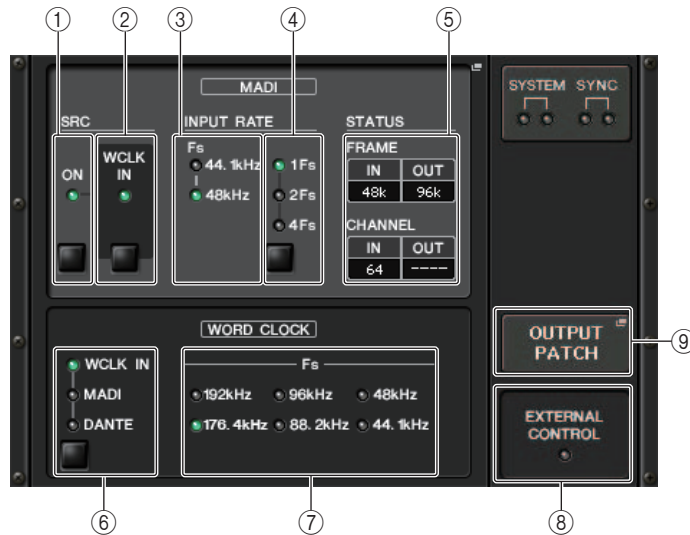 ① ② ③ ④ ⑤
MADI
SRC
ON
WCLK IN
INPUT RATE
Fs
44.1kHz
48kHz
1Fs
2Fs
4Fs
STATUS
FRAME
IN OUT
48k 96k
CHANNEL
IN OUT
64 ----
SYSTEM SYNC
WORD CLOCK
WCLK IN
MADI
DANTE
Fs
192kHz 96kHz 48kHz
176.4kHz 88.2kHz 44.1kHz
OUTPUT
PATCH
⑨
EXTERNAL
CONTROL
⑥ ⑦ ⑧